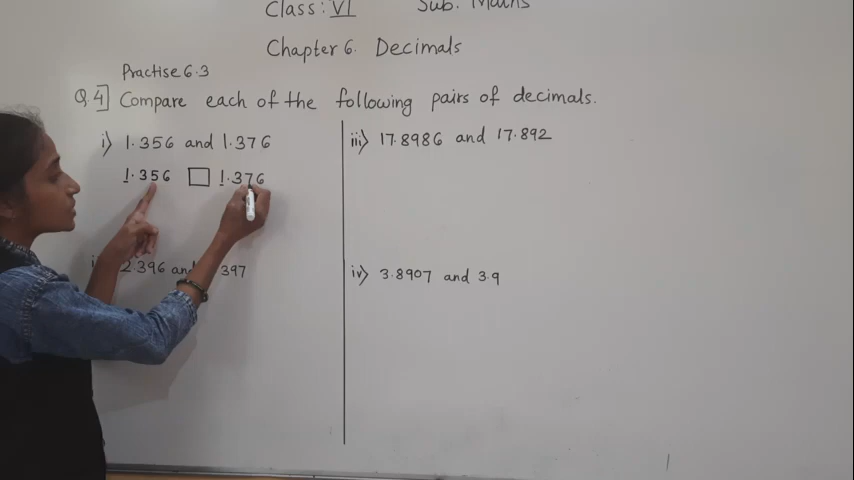 Class: VI Sub. Maths
Chapter 6. Decimals
Practise 6.3
Q.4] Compare each of the following pairs of decimals.
i) 1.356 and 1.376
1.356 □ 1.376
2.396 and 397
iii) 17.8986 and 17.892
iv) 3.8907 and 3.9